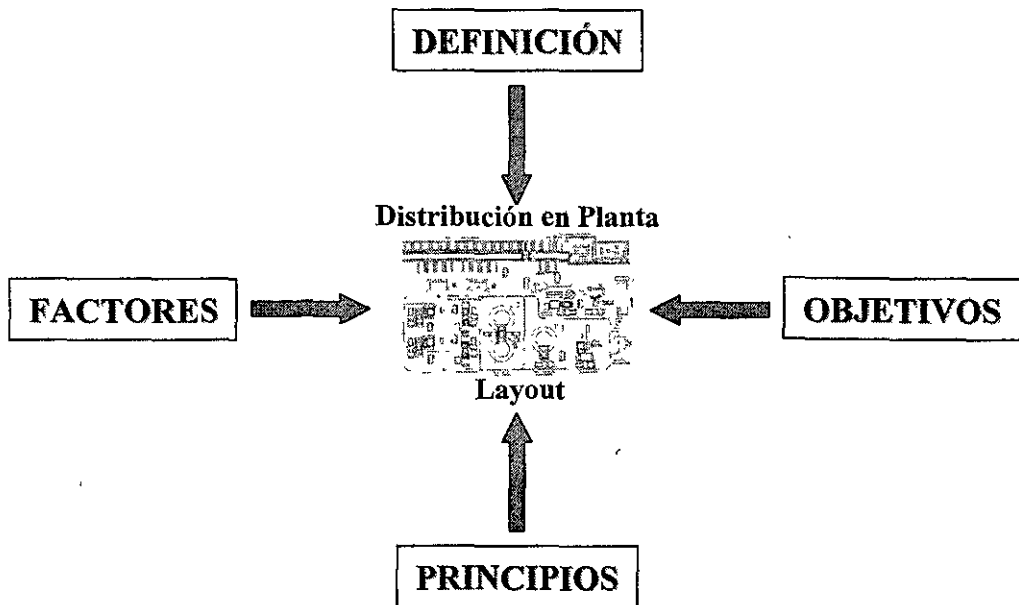 DEFINICIÓN
Distribución en Planta
FACTORES
OBJETIVOS
Layout
PRINCIPIOS